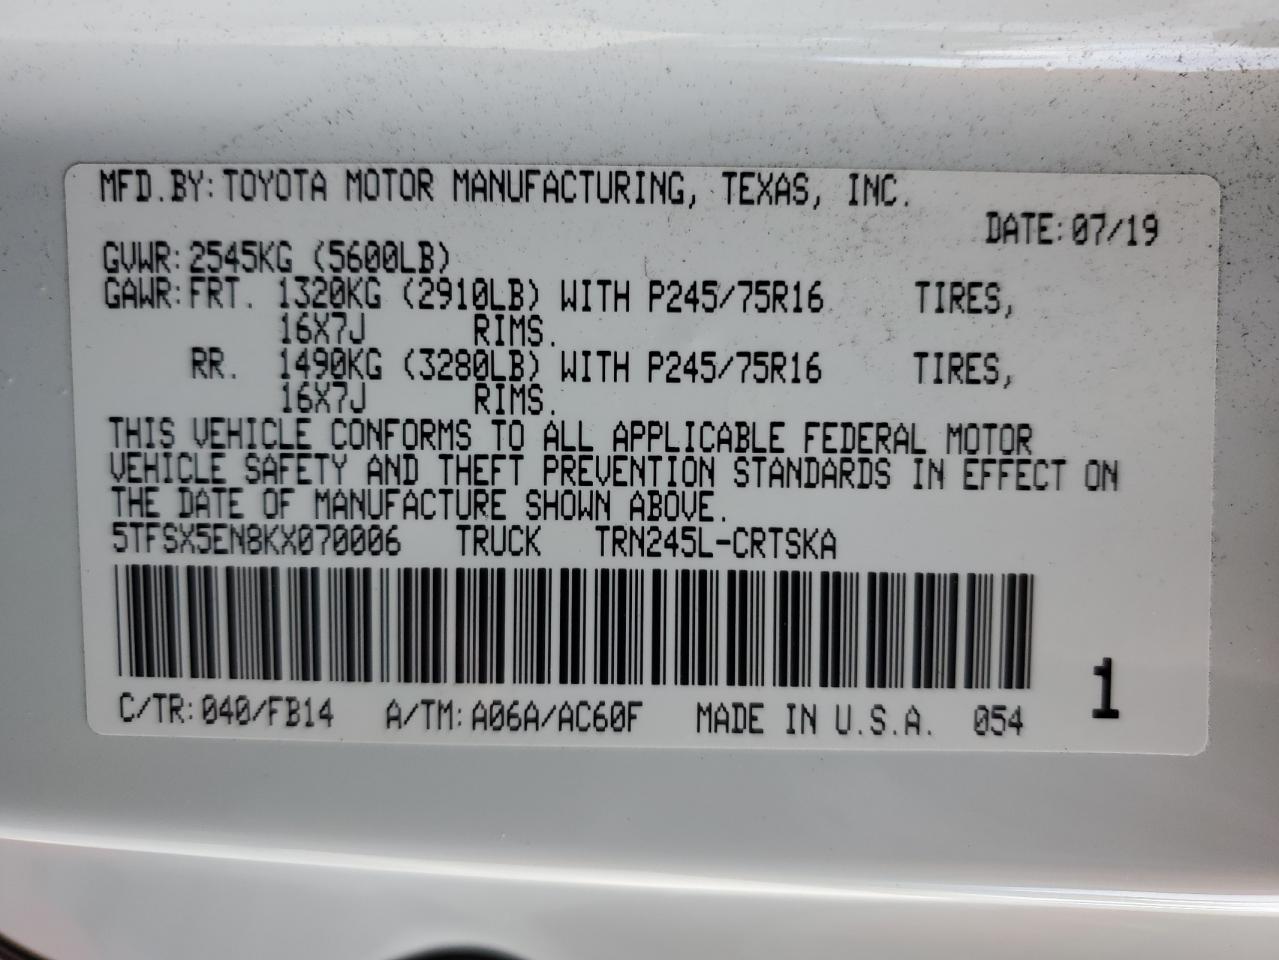 MFD.BY:TOYOTA MOTOR MANUFACTURING, TEXAS, INC.
DATE:07/19
GVWR:2545KG (5600LB)
GAWR:FRT. 1320KG (2910LB) WITH P245/75R16 TIRES,
16X7J RIMS.
RR. 1490KG (3280LB) WITH P245/75R16 TIRES,
16X7J RIMS.
THIS VEHICLE CONFORMS TO ALL APPLICABLE FEDERAL MOTOR
VEHICLE SAFETY AND THEFT PREVENTION STANDARDS IN EFFECT ON
THE DATE OF MANUFACTURE SHOWN ABOVE.
5TFSX5EN8KX070006 TRUCK TRN245L-CRTSKA
C/TR:040/FB14 A/TM:A06A/AC60F MADE IN U.S.A. 054 1